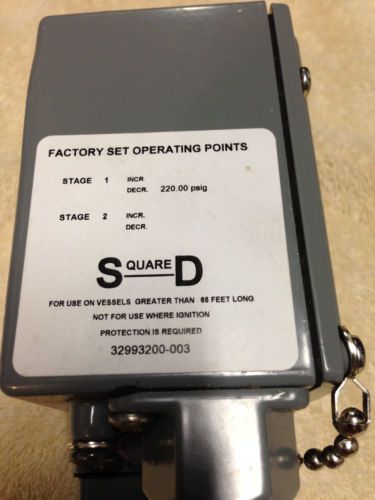 FACTORY SET OPERATING POINTS
STAGE 1 INCR.
DECR. 220.00 psig
STAGE 2 INCR.
DECR.
SQUARE D
FOR USE ON VESSELS GREATER THAN 65 FEET LONG
NOT FOR USE WHERE IGNITION
PROTECTION IS REQUIRED
32993200-003